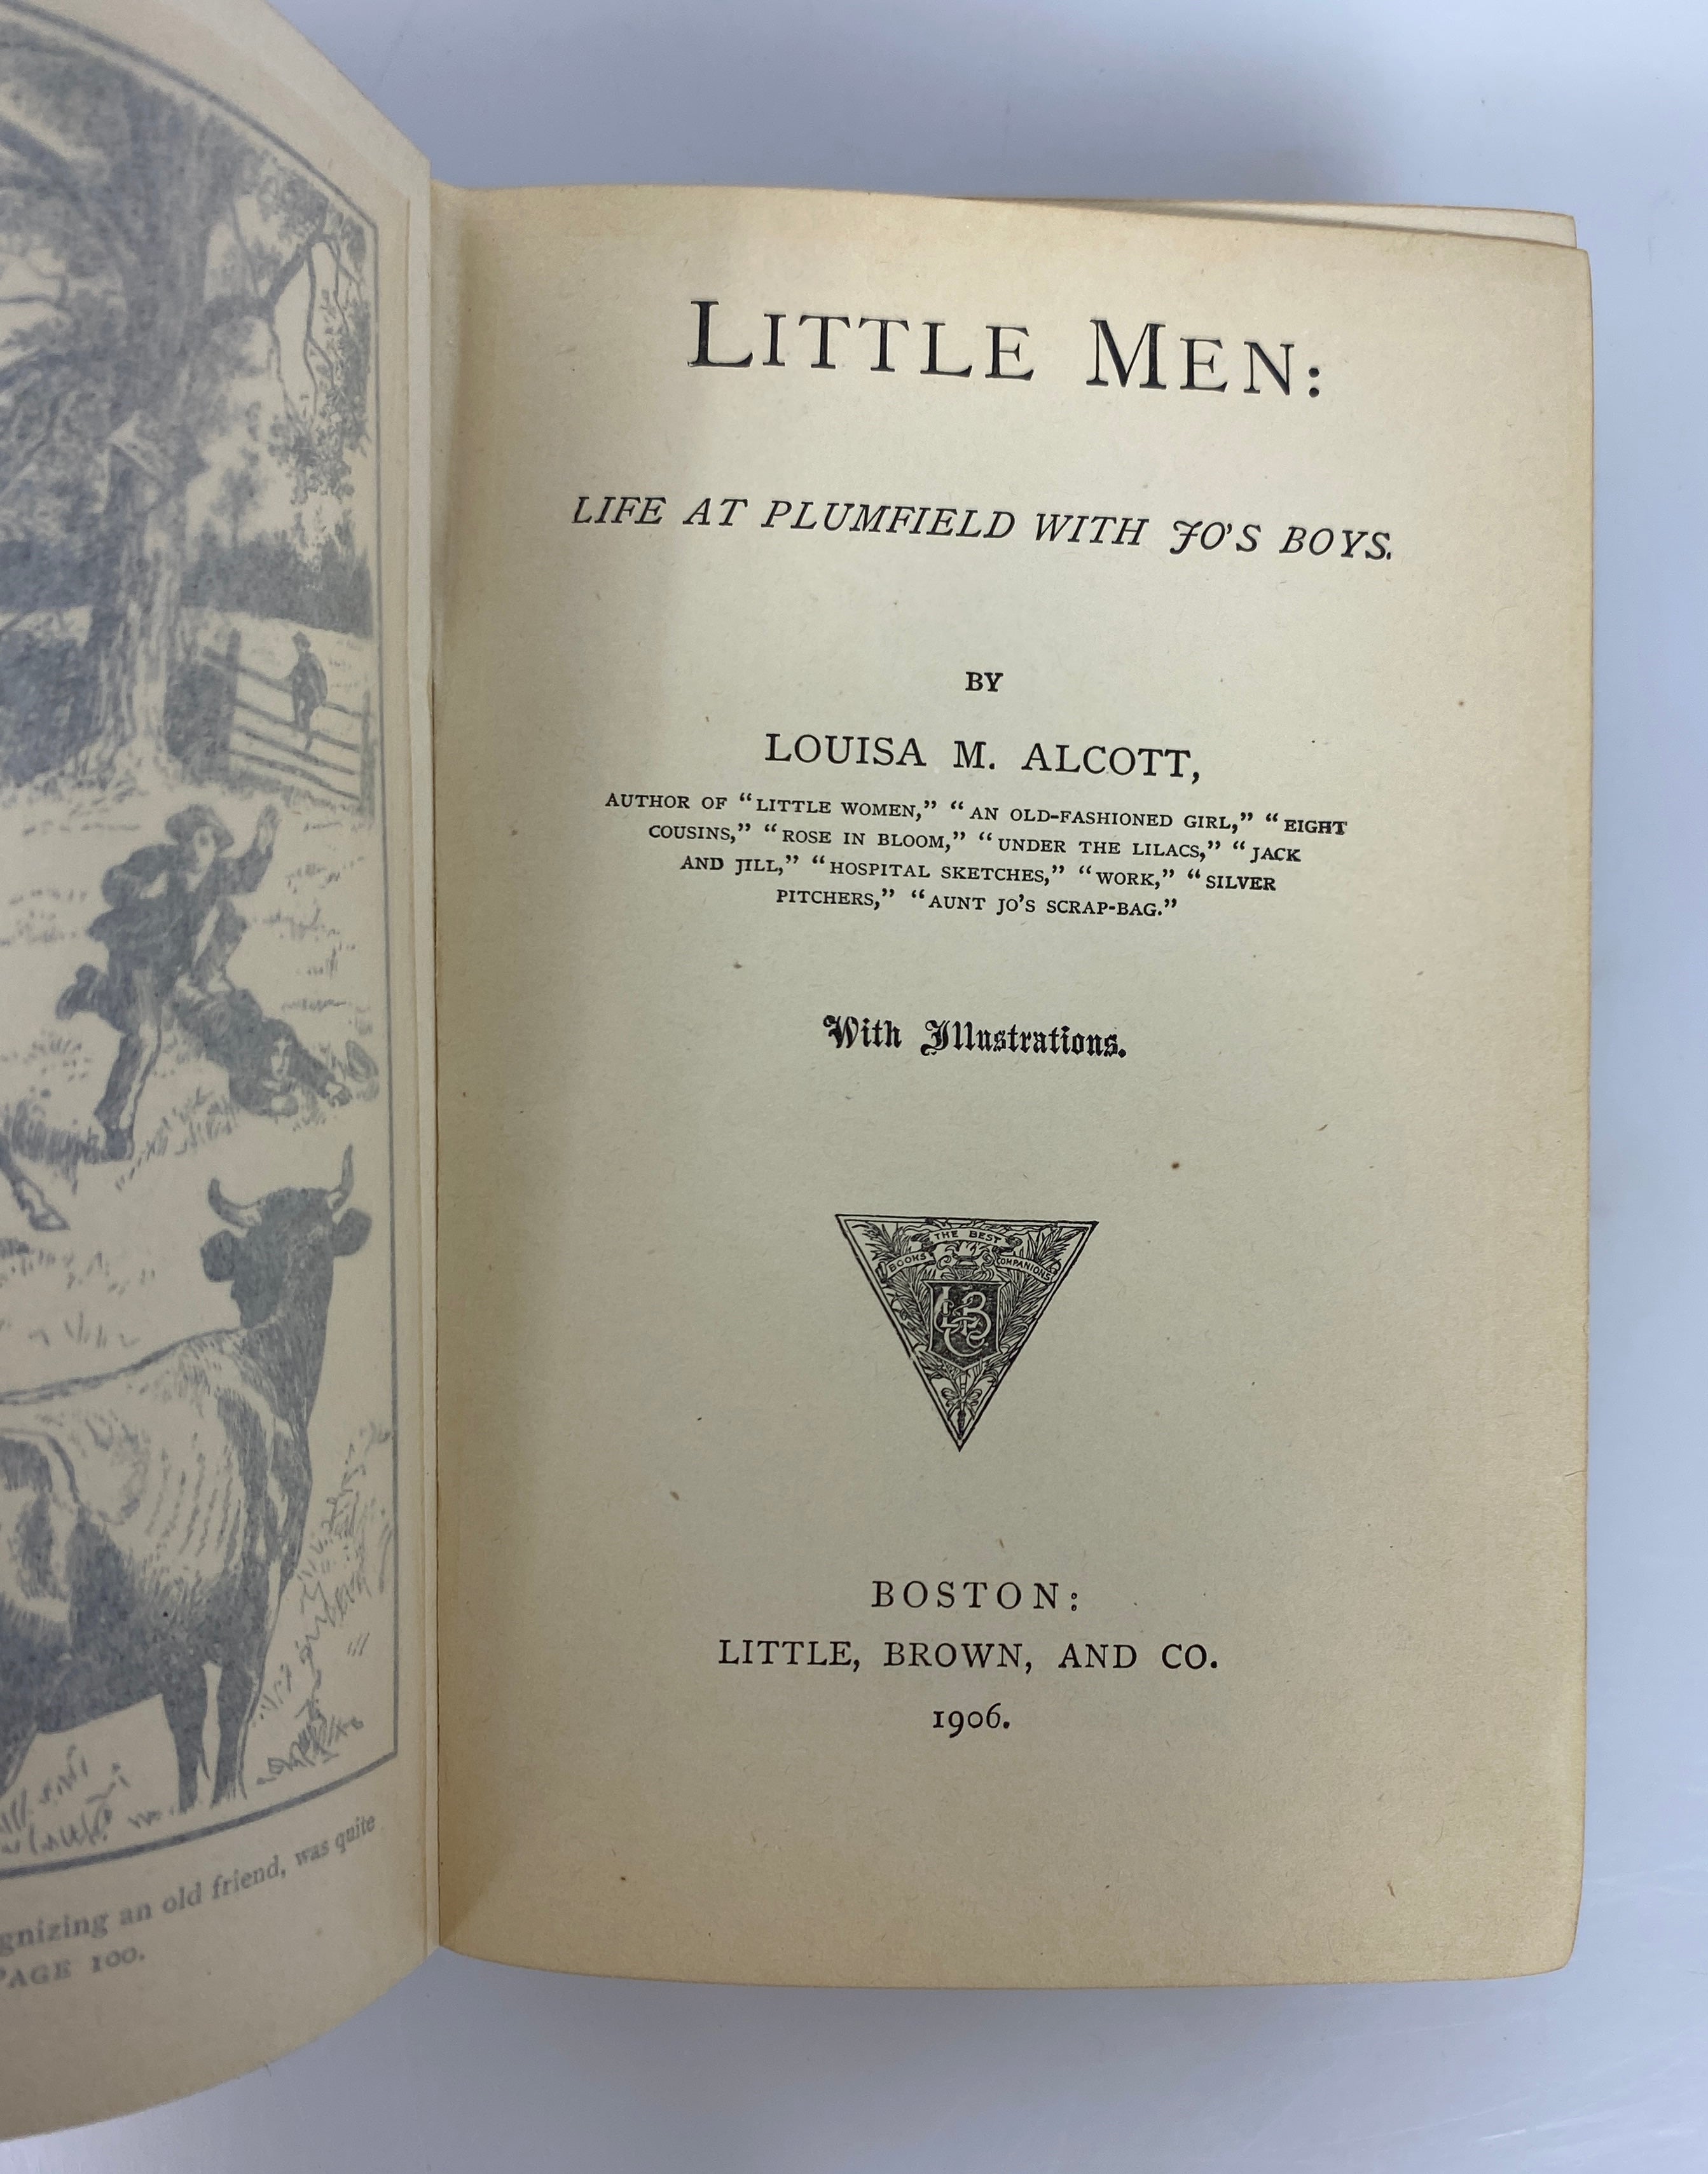 gnizing an old friend, was quite
PAGE 100.
LITTLE MEN:
LIFE AT PLUMFIELD WITH JO'S BOYS.
BY
LOUISA M. ALCOTT,
AUTHOR OF “LITTLE WOMEN,” “AN OLD-FASHIONED GIRL,” “EIGHT
COUSINS,” “ROSE IN BLOOM,” “UNDER THE LILACS,” “JACK
AND JILL,” “HOSPITAL SKETCHES,” “WORK,” “SILVER
PITCHERS,” “AUNT JO’S SCRAP-BAG.”
With Illustrations.
THE BEST
BOOKS COMPANIONS
LB&C
BOSTON:
LITTLE, BROWN, AND CO.
1906.